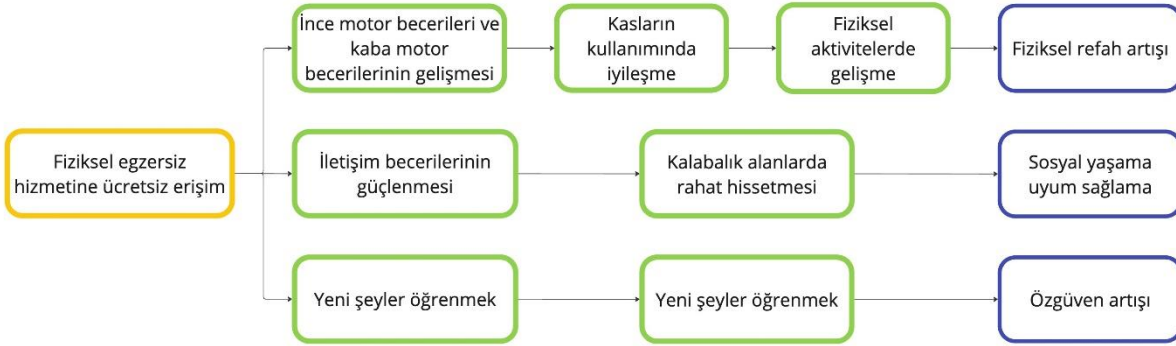 İnce motor becerileri ve
kaba motor
becerilerinin gelişmesi
Kasların
kullanımında
iyileşme
Fiziksel
aktivitelerde
gelişme
Fiziksel refah artışı
Fiziksel egzersiz
hizmetine ücretsiz erişim
İletişim becerilerinin
güçlenmesi
Kalabalık alanlarda
rahat hissetmesi
Sosyal yaşama
uyum sağlama
Yeni şeyler öğrenmek
Yeni şeyler öğrenmek
Özgüven artışı